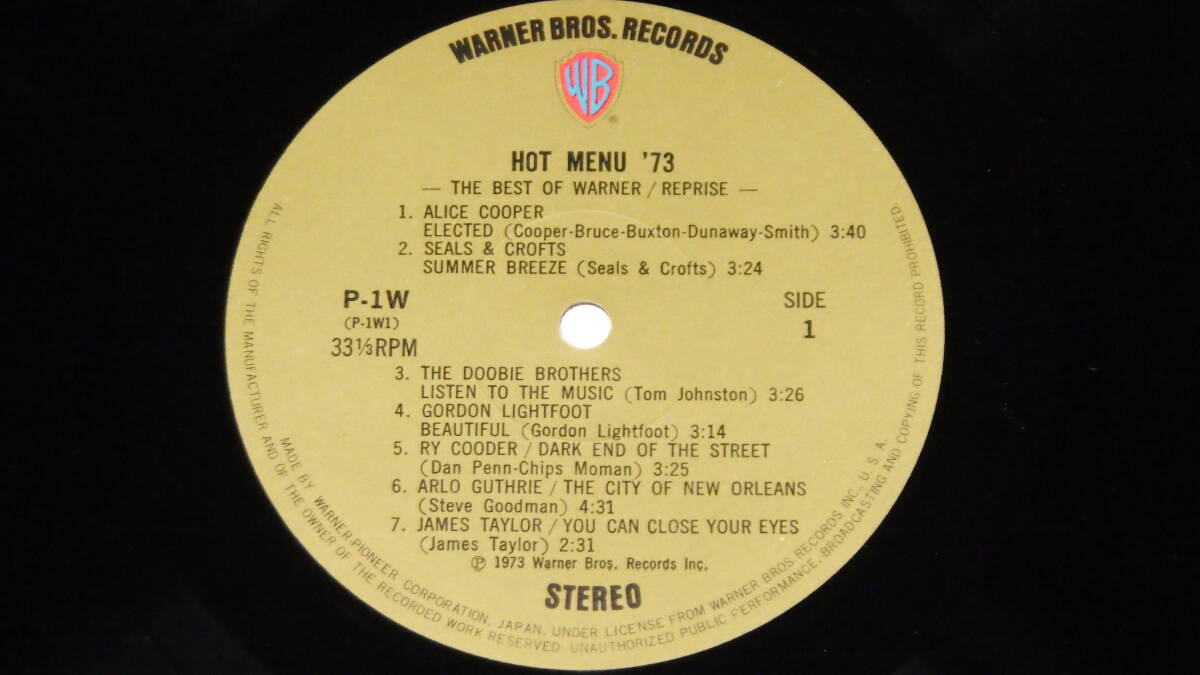 WARNER BROS. RECORDS
WB
®
HOT MENU '73
— THE BEST OF WARNER / REPRISE —
1. ALICE COOPER
ELECTED (Cooper-Bruce-Buxton-Dunaway-Smith) 3:40
2. SEALS & CROFTS
SUMMER BREEZE (Seals & Crofts) 3:24
P-1W
(P-1W1)
33 1/3 RPM
SIDE
1
3. THE DOOBIE BROTHERS
LISTEN TO THE MUSIC (Tom Johnston) 3:26
4. GORDON LIGHTFOOT
BEAUTIFUL (Gordon Lightfoot) 3:14
5. RY COODER / DARK END OF THE STREET
(Dan Penn-Chips Moman) 3:25
6. ARLO GUTHRIE / THE CITY OF NEW ORLEANS
(Steve Goodman) 4:31
7. JAMES TAYLOR / YOU CAN CLOSE YOUR EYES
(James Taylor) 2:31
℗ 1973 Warner Bros. Records Inc.
STEREO
MADE BY WARNER-PIONEER CORPORATION, JAPAN, UNDER LICENSE FROM WARNER BROS. RECORDS INC., U. S. A.
ALL RIGHTS OF THE MANUFACTURER AND OF THE OWNER OF THE RECORDED WORK RESERVED. UNAUTHORIZED PUBLIC PERFORMANCE, BROADCASTING AND COPYING OF THIS RECORD PROHIBITED.